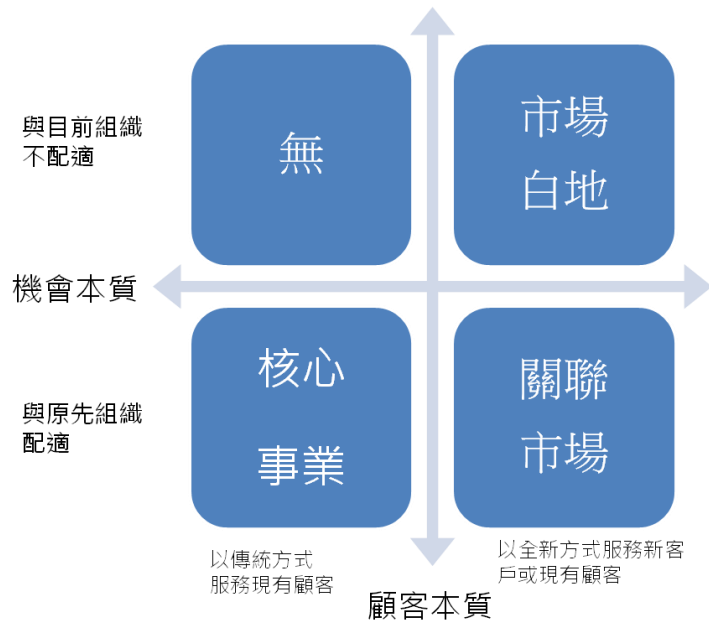 與目前組織
不配適
無
市場
白地
機會本質
與原先組織
配適
核心
事業
關聯
市場
以傳統方式
服務現有顧客
以全新方式服務新客
戶或現有顧客
顧客本質